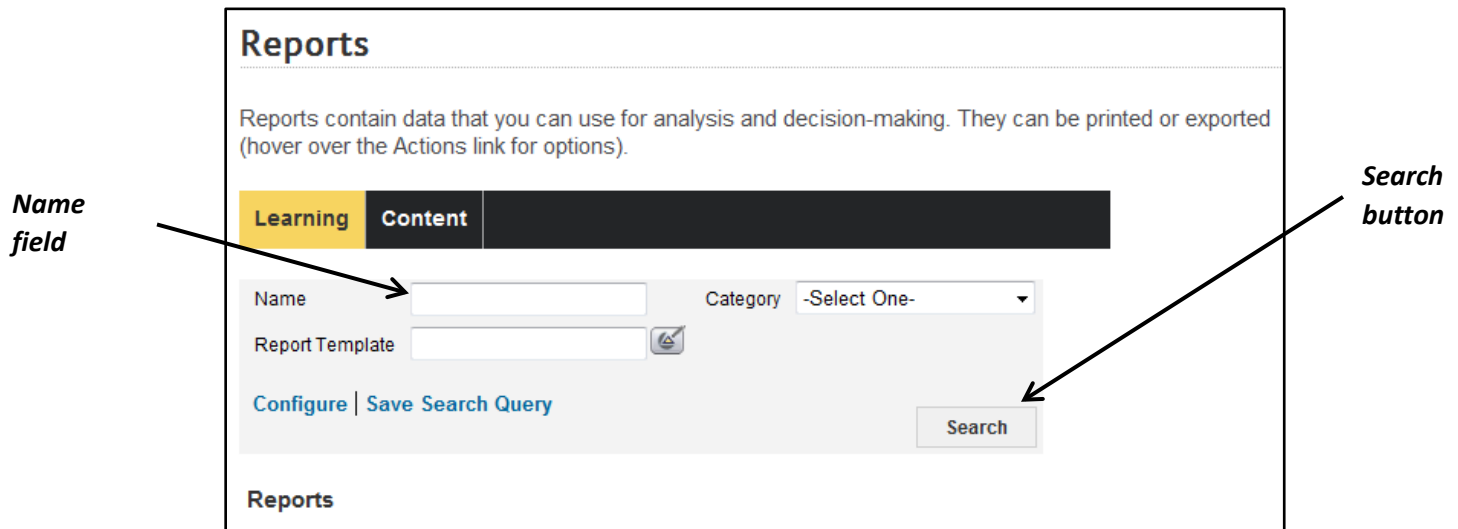 Reports
Reports contain data that you can use for analysis and decision-making. They can be printed or exported
(hover over the Actions link for options).
Name
field
Search
button
Learning Content
Name Category -Select One-
Report Template
Configure | Save Search Query
Search
Reports